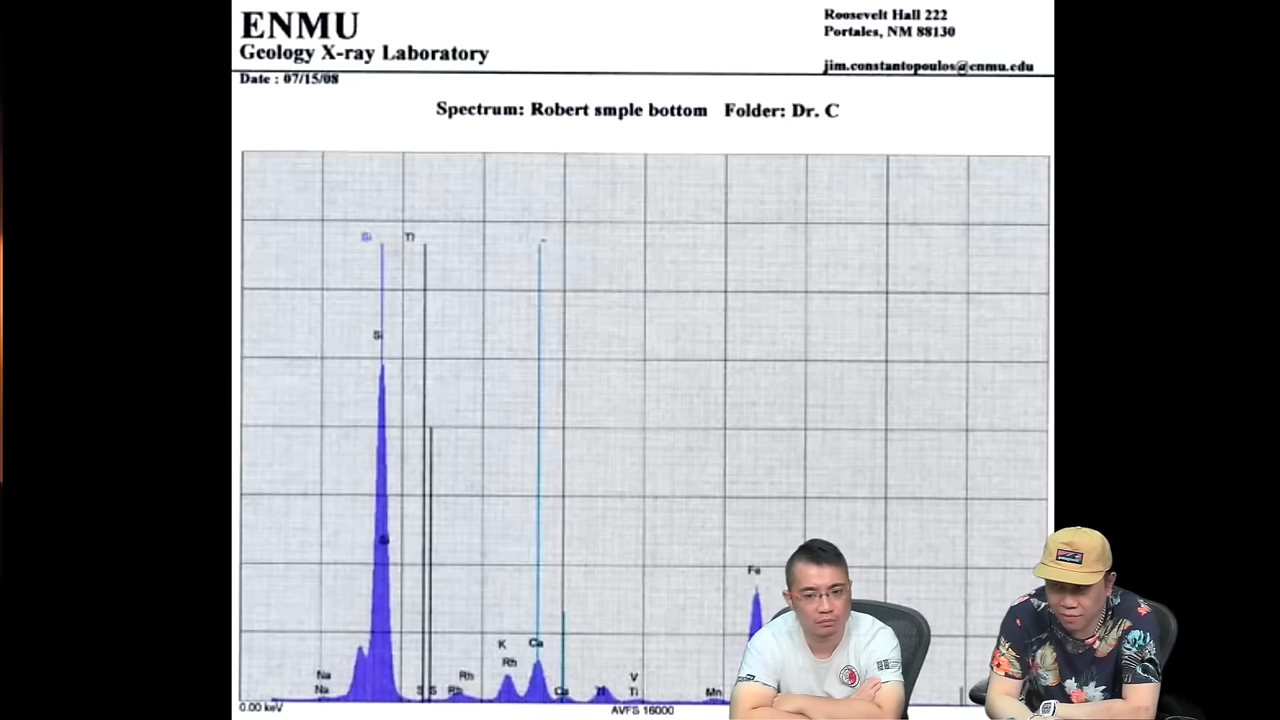 ENMU
Geology X-ray Laboratory
Roosevelt Hall 222
Portales, NM 88130
jim.constantopoulos@enmu.edu
Date : 07/15/08
Spectrum: Robert smple bottom Folder: Dr. C
Si Tl
Si
Si
Fe
K Ca
Rh
Na Rh V
Na S S Rh Ca Ti Ti Mn
0.00 keV AVFS 16000